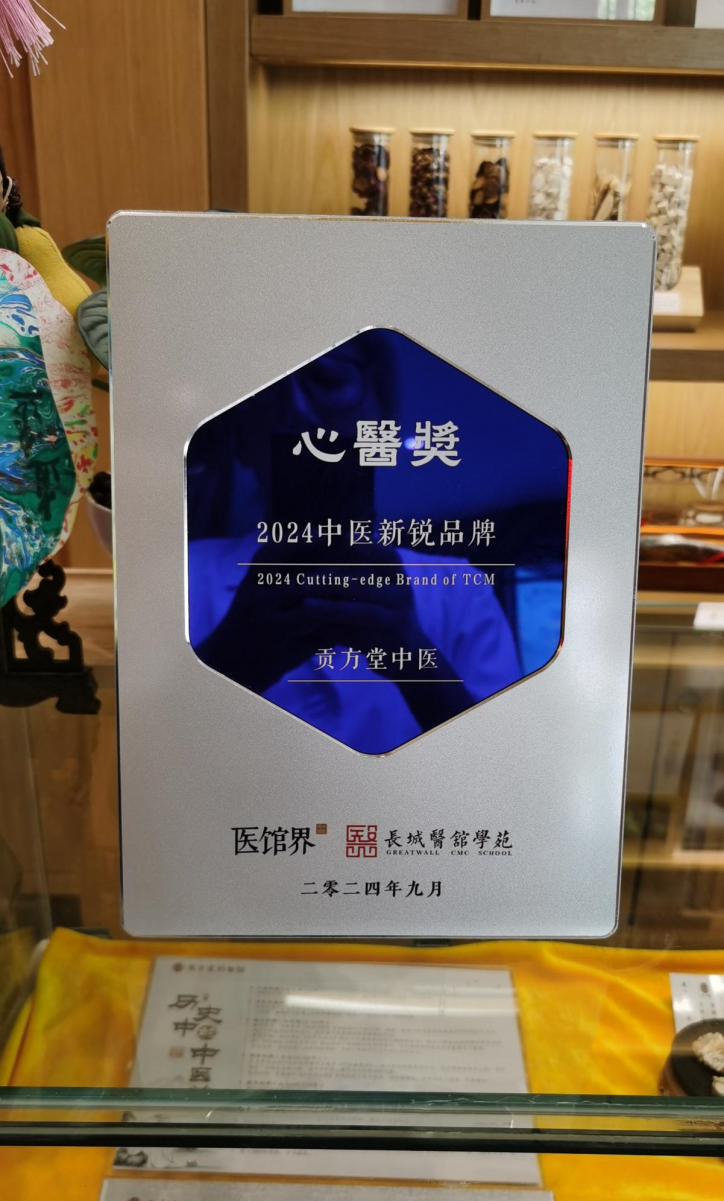 心醫獎
2024中医新锐品牌
2024 Cutting-edge Brand of TCM
贡方堂中医
医馆界
長城醫舘學苑
GREATWALL CMC SCHOOL
二零二四年九月
历史
中
中医